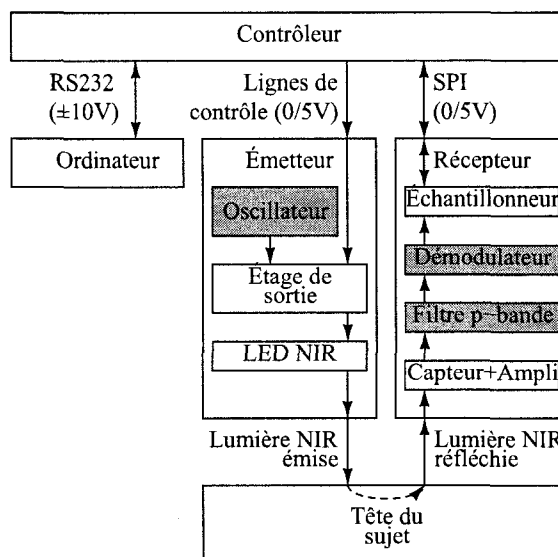 Contrôleur
RS232
(±10V)
Lignes de
contrôle (0/5V)
SPI
(0/5V)
Ordinateur
Émetteur
Oscillateur
Étage de
sortie
LED NIR
Récepteur
Échantillonneur
Démodulateur
Filtre p-bande
Capteur+Ampli
Lumière NIR
émise
Lumière NIR
réfléchie
Tête du
sujet